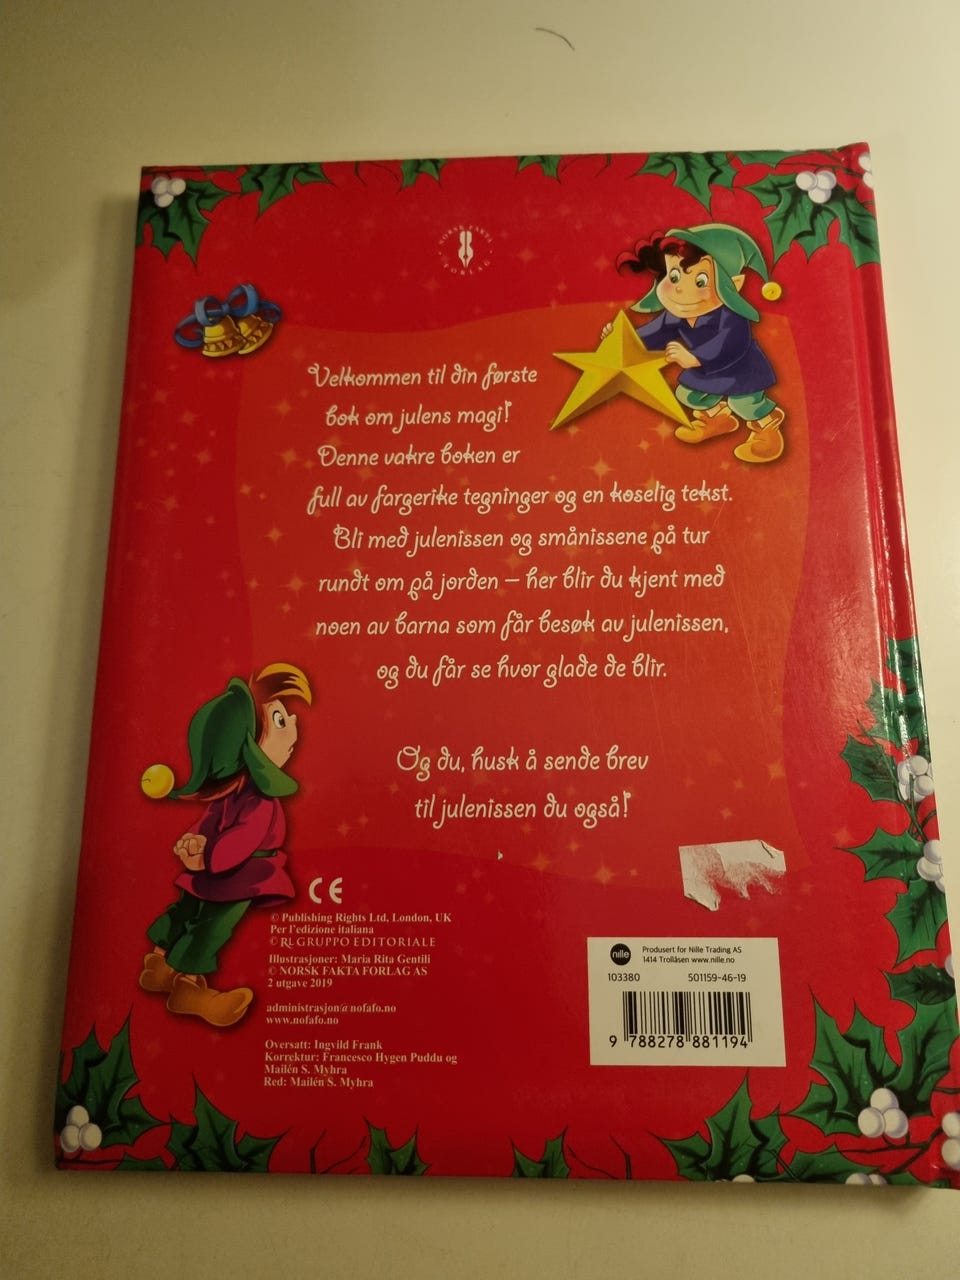 NORSK FAKTA
FORLAG
Velkommen til din første
bok om julens magi!
Denne vakre boken er
full av fargerike tegninger og en koselig tekst.
Bli med julenissen og smånissene på tur
rundt om på jorden – her blir du kjent med
noen av barna som får besøk av julenissen,
og du får se hvor glade de blir.
Og du, husk å sende brev
til julenissen du også!
CE
© Publishing Rights Ltd, London, UK
Per l'edizione italiana
© RL GRUPPO EDITORIALE
Illustrasjoner: Maria Rita Gentili
© NORSK FAKTA FORLAG AS
2 utgave 2019
administrasjon@nofafo.no
www.nofafo.no
Oversatt: Ingvild Frank
Korrektur: Francesco Hygen Puddu og
Mailén S. Myhra
Red: Mailén S. Myhra
nille
Produsert for Nille Trading AS
1414 Trollåsen www.nille.no
103380 501159-46-19
9 788278 881194